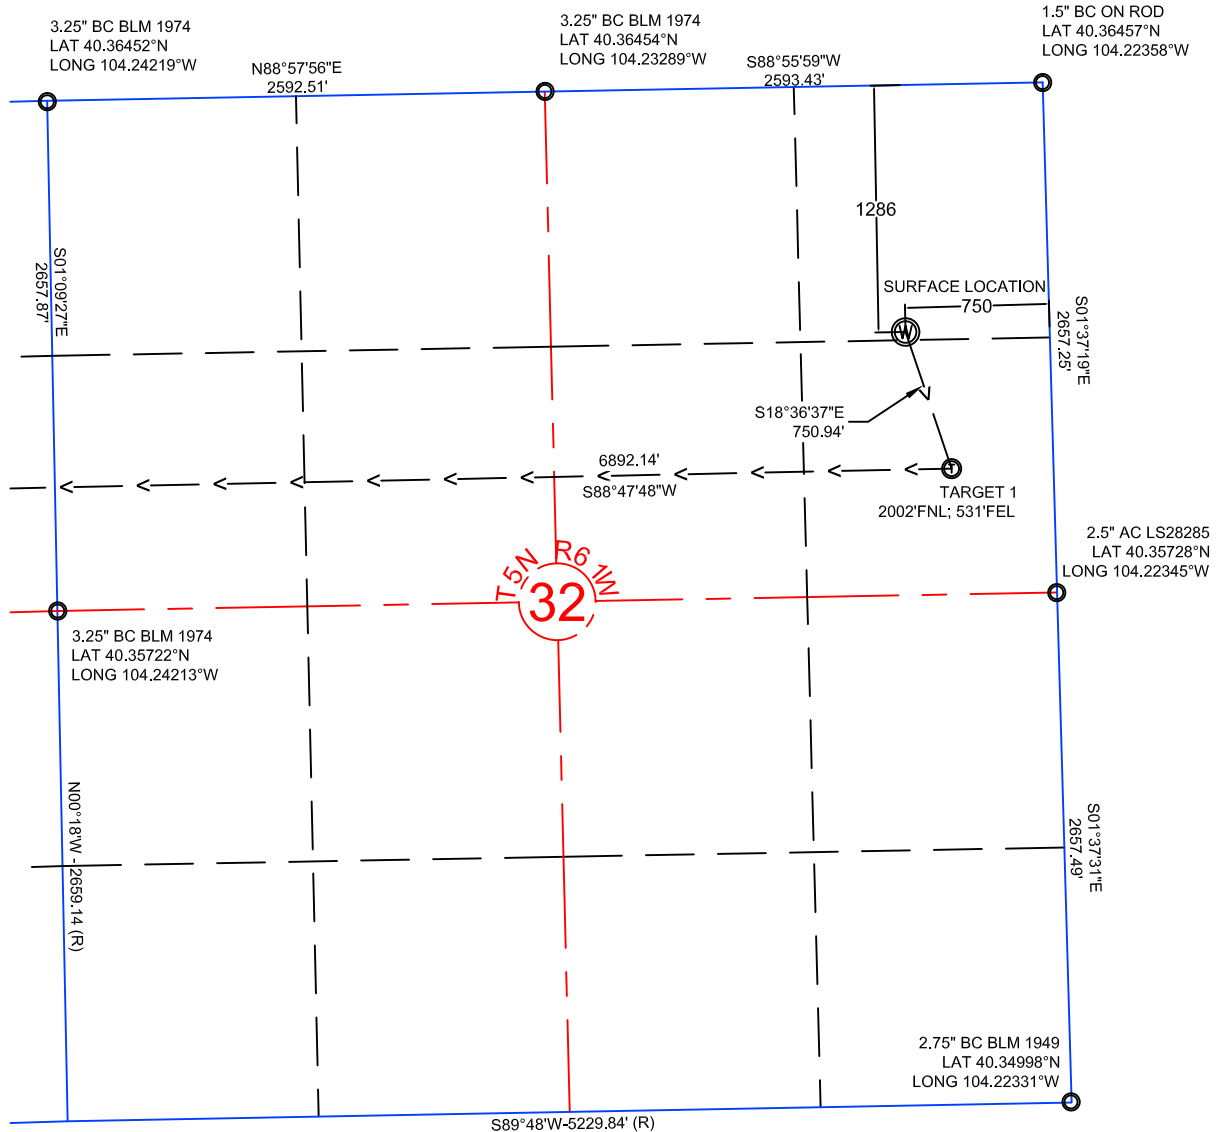 3.25" BC BLM 1974
LAT 40.36452°N
LONG 104.24219°W
3.25" BC BLM 1974
LAT 40.36454°N
LONG 104.23289°W
1.5" BC ON ROD
LAT 40.36457°N
LONG 104.22358°W
N88°57'56"E
2592.51'
S88°55'59"W
2593.43'
1286
S01°09'27"E
2657.87'
SURFACE LOCATION
750
W
S01°37'19"E
2657.25'
S18°36'37"E
750.94'
6892.14'
S88°47'48"W
TARGET 1
2002'FNL; 531'FEL
2.5" AC LS28285
LAT 40.35728°N
LONG 104.22345°W
T 5N R6 1W
32
3.25" BC BLM 1974
LAT 40.35722°N
LONG 104.24213°W
N00°18'W - 2659.14 (R)
S01°37'31"E
2657.49'
2.75" BC BLM 1949
LAT 40.34998°N
LONG 104.22331°W
S89°48'W-5229.84' (R)